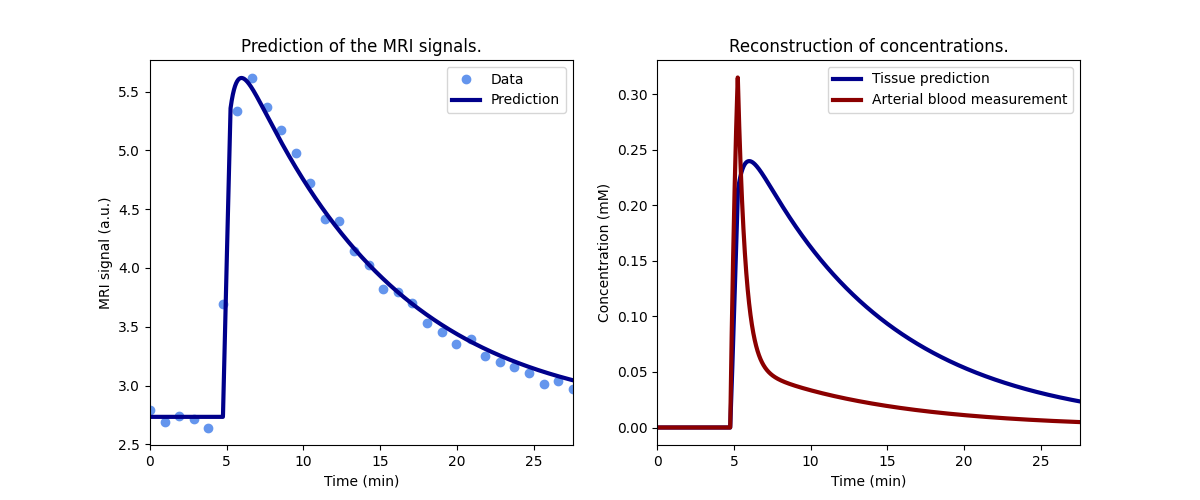 Prediction of the MRI signals.
Data
Prediction
MRI signal (a.u.)
5.5
5.0
4.5
4.0
3.5
3.0
2.5
0
5
10
15
20
25
Time (min)
Reconstruction of concentrations.
Tissue prediction
Arterial blood measurement
Concentration (mM)
0.30
0.25
0.20
0.15
0.10
0.05
0.00
0
5
10
15
20
25
Time (min)